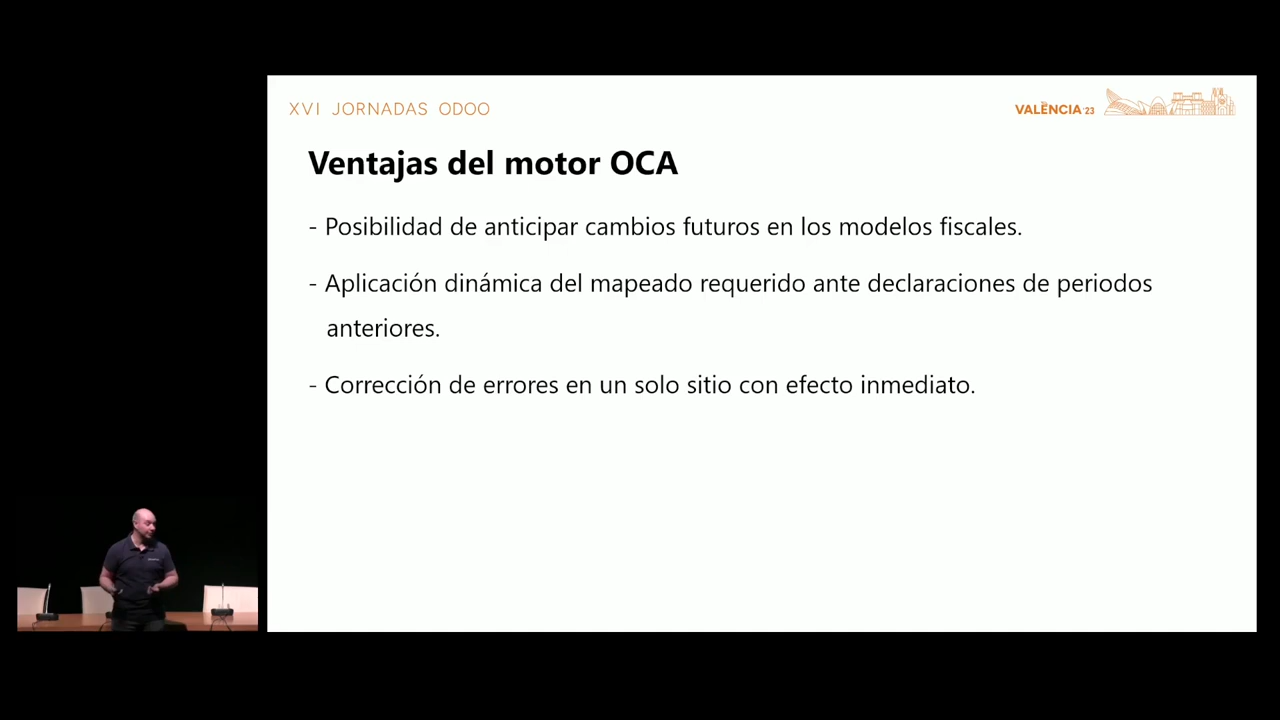 XVI JORNADAS ODOO
VALÈNCIA '23
Ventajas del motor OCA
- Posibilidad de anticipar cambios futuros en los modelos fiscales.
- Aplicación dinámica del mapeado requerido ante declaraciones de periodos
anteriores.
- Corrección de errores en un solo sitio con efecto inmediato.